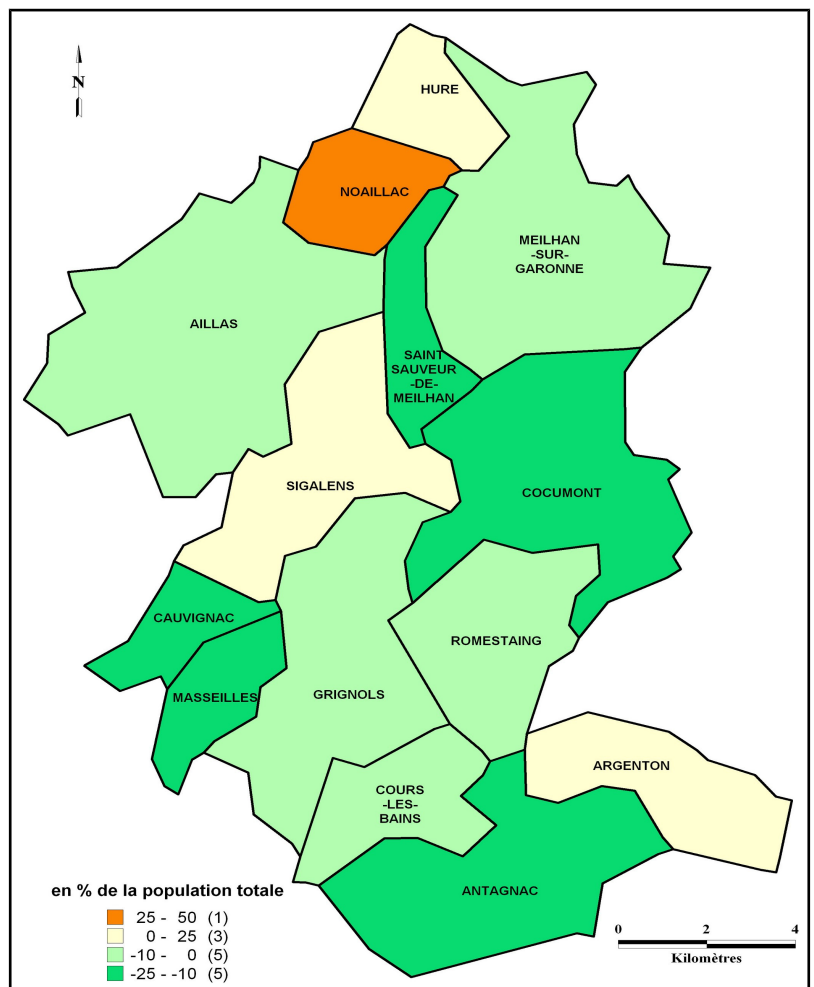 N
HURE
NOAILLAC
MEILHAN
-SUR-
GARONNE
AILLAS
SAINT
SAUVEUR
-DE-
MEILHAN
SIGALENS
COCUMONT
CAUVIGNAC
ROMESTAING
MASSEILLES
GRIGNOLS
ARGENTON
COURS
-LES-
BAINS
ANTAGNAC
en % de la population totale
25 - 50 (1)
0 - 25 (3)
-10 - 0 (5)
-25 - -10 (5)
0 2 4
Kilomètres